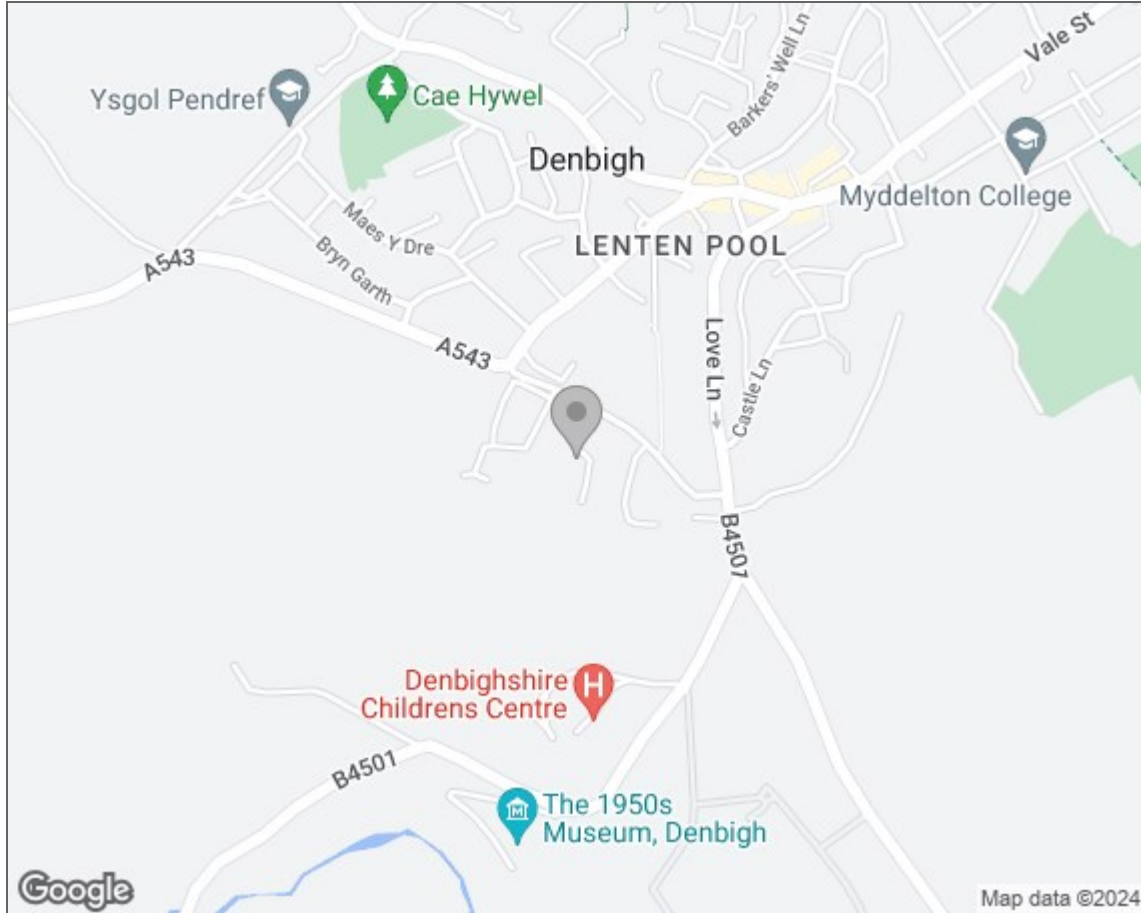 Ysgol Pendref
Cae Hywel
Barkers' Well Ln
Vale St
Denbigh
Myddelton College
Maes Y Dre
LENTEN POOL
Bryn Garth
A543
A543
Love Ln
Castle Ln
B4501
Denbighshire
Childrens Centre
H
B4501
The 1950s
Museum, Denbigh
M
Google
Map data ©2024